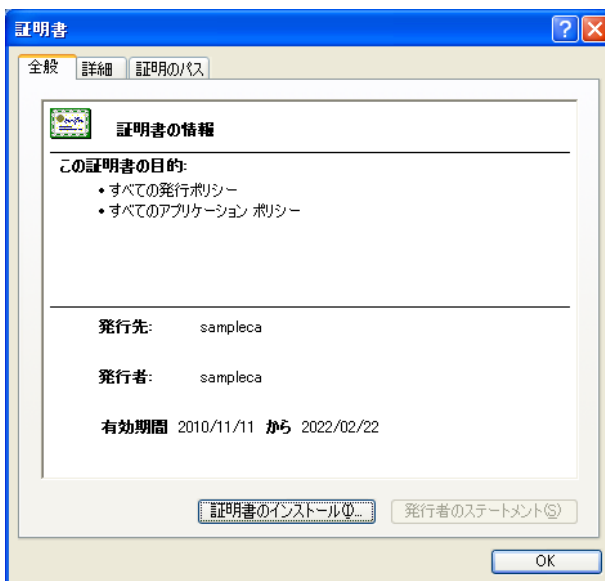 証明書
全般 詳細 証明のパス
証明書の情報
この証明書の目的:
• すべての発行ポリシー
• すべてのアプリケーション ポリシー
発行先: sampleca
発行者: sampleca
有効期間 2010/11/11 から 2022/02/22
証明書のインストール(I)... 発行者のステートメント(S)
OK